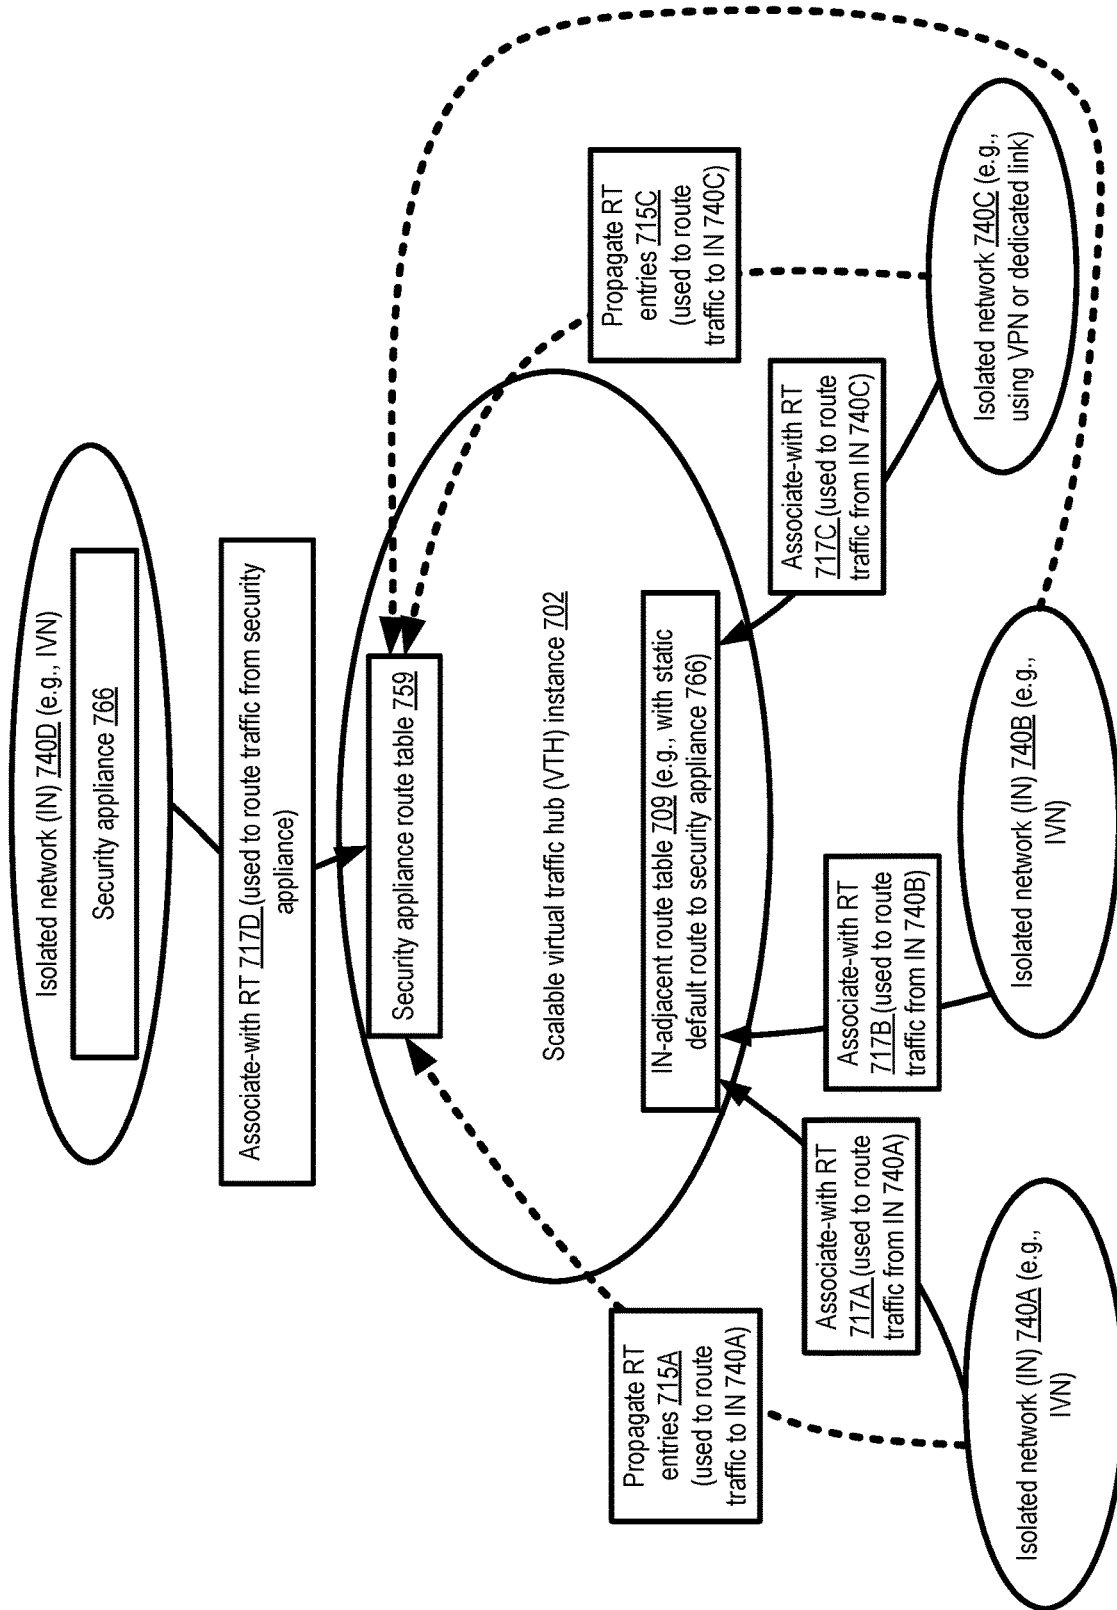 Isolated network (IN) 740D (e.g., IVN)
Security appliance 766
Associate-with RT 717D (used to route traffic from security
appliance)
Security appliance route table 759
Scalable virtual traffic hub (VTH) instance 702
IN-adjacent route table 709 (e.g., with static
default route to security appliance 766)
Propagate RT
entries 715A
(used to route
traffic to IN 740A)
Propagate RT
entries 715C
(used to route
traffic to IN 740C)
Associate-with RT
717A (used to route
traffic from IN 740A)
Associate-with RT
717B (used to route
traffic from IN 740B)
Associate-with RT
717C (used to route
traffic from IN 740C)
Isolated network (IN) 740A (e.g.,
IVN)
Isolated network (IN) 740B (e.g.,
IVN)
Isolated network 740C (e.g.,
using VPN or dedicated link)